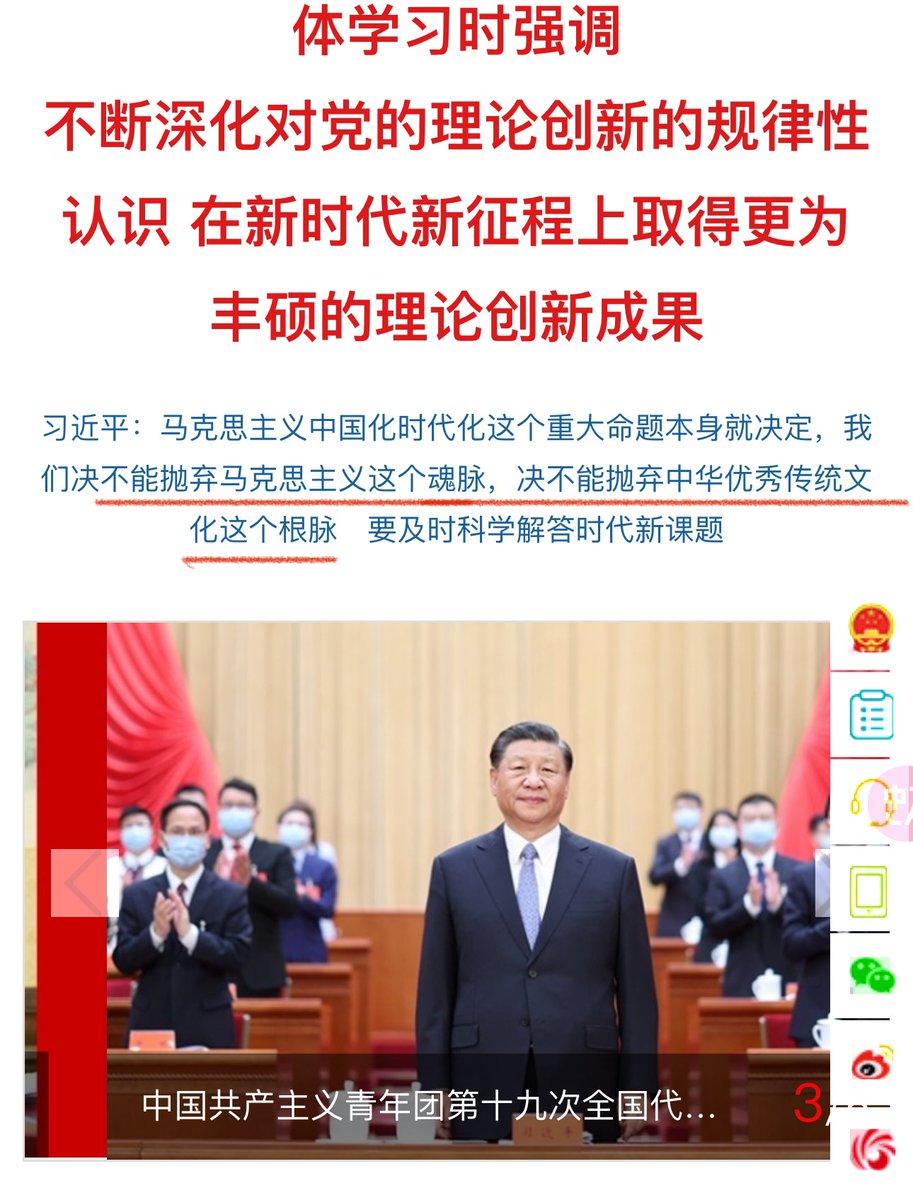 体学习时强调
不断深化对党的理论创新的规律性
认识 在新时代新征程上取得更为
丰硕的理论创新成果
习近平：马克思主义中国化时代化这个重大命题本身就决定，我
们决不能抛弃马克思主义这个魂脉，决不能抛弃中华优秀传统文
化这个根脉 要及时科学解答时代新课题
中国共产主义青年团第十九次全国代...
3/